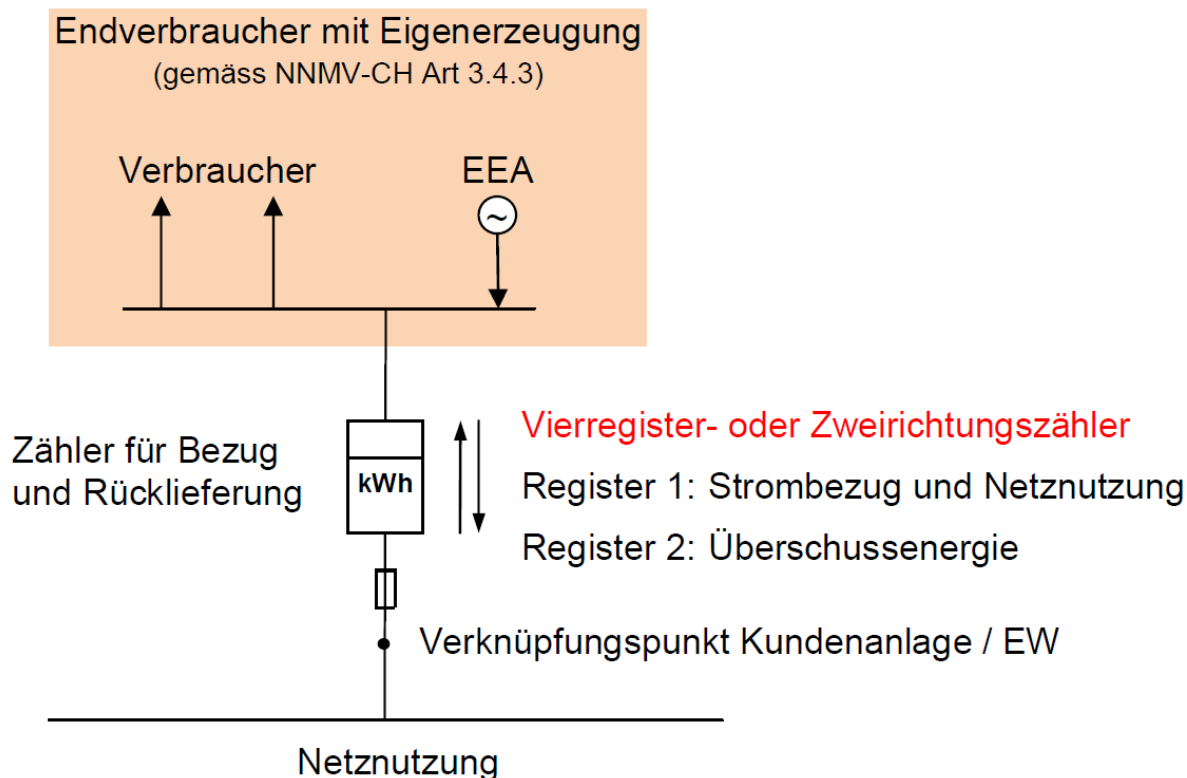 Endverbraucher mit Eigenerzeugung
(gemäss NNMV-CH Art 3.4.3)
Verbraucher
EEA
~
Zähler für Bezug
und Rücklieferung
kWh
Vierregister- oder Zweirichtungszähler
Register 1: Strombezug und Netznutzung
Register 2: Überschussenergie
Verknüpfungspunkt Kundenanlage / EW
Netznutzung